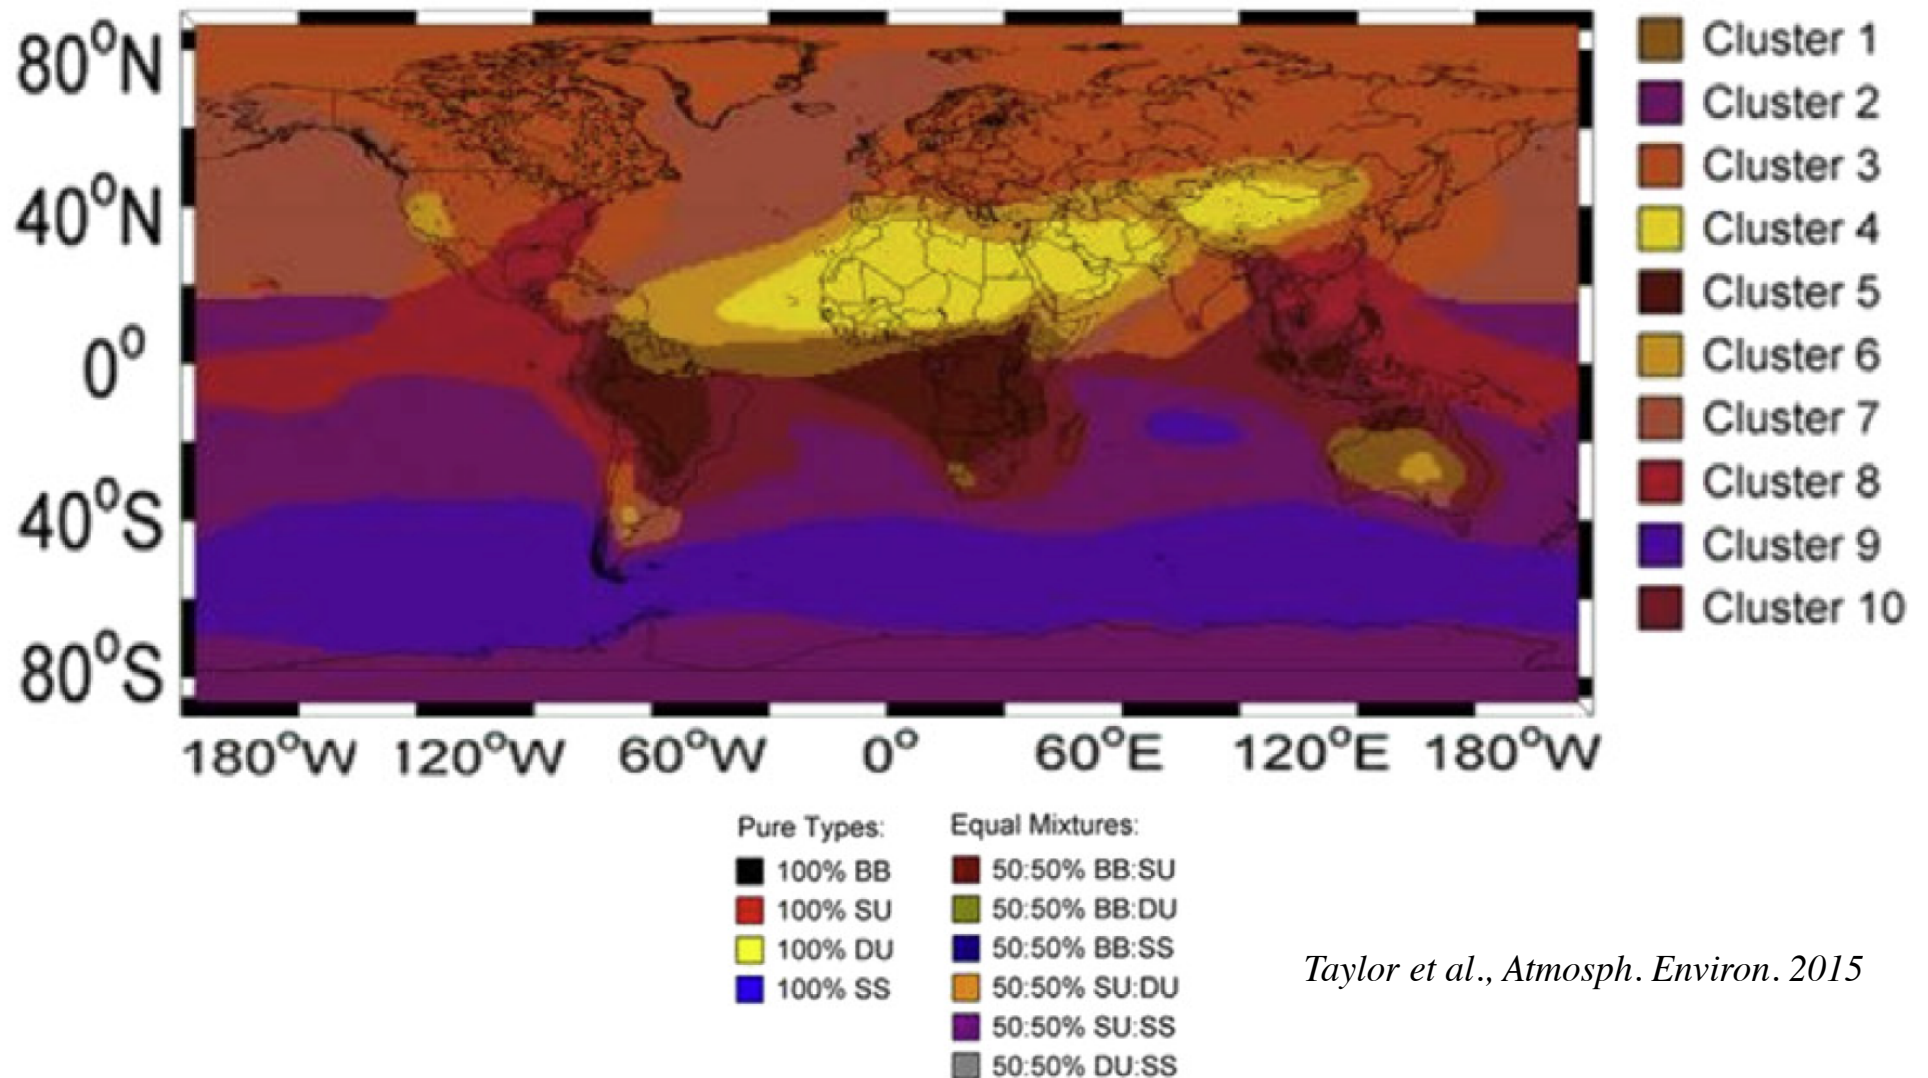 80°N
40°N
0°
40°S
80°S
180°W 120°W 60°W 0° 60°E 120°E 180°W
Cluster 1
Cluster 2
Cluster 3
Cluster 4
Cluster 5
Cluster 6
Cluster 7
Cluster 8
Cluster 9
Cluster 10
Pure Types:
100% BB
100% SU
100% DU
100% SS
Equal Mixtures:
50:50% BB:SU
50:50% BB:DU
50:50% BB:SS
50:50% SU:DU
50:50% SU:SS
50:50% DU:SS
Taylor et al., Atmosph. Environ. 2015